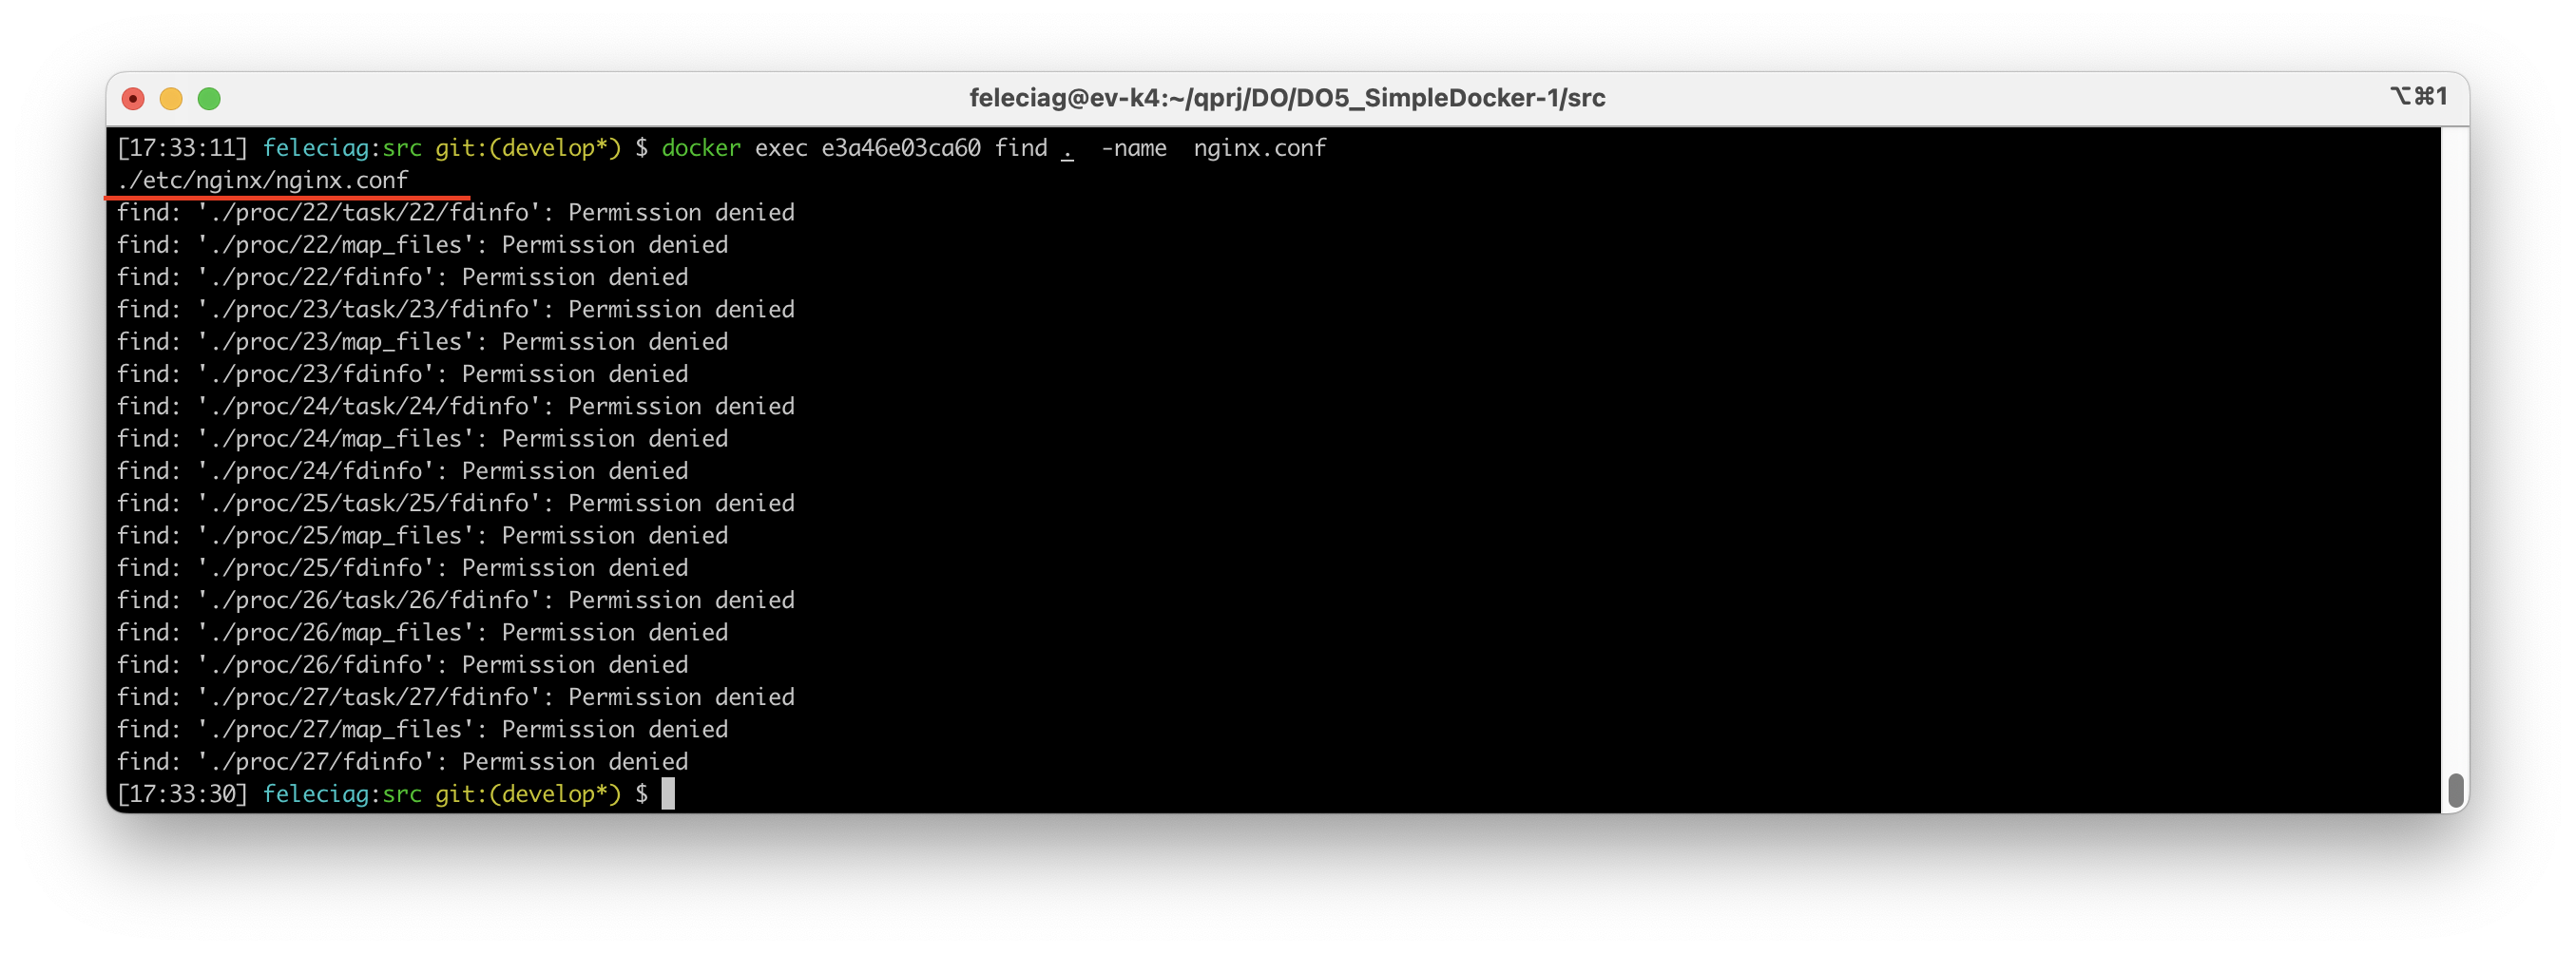 feleciag@ev-k4:~/qprj/DO/DO5_SimpleDocker-1/src
⌥⌘1
[17:33:11] feleciag:src git:(develop*) $ docker exec e3a46e03ca60 find .  -name  nginx.conf
./etc/nginx/nginx.conf
find: './proc/22/task/22/fdinfo': Permission denied
find: './proc/22/map_files': Permission denied
find: './proc/22/fdinfo': Permission denied
find: './proc/23/task/23/fdinfo': Permission denied
find: './proc/23/map_files': Permission denied
find: './proc/23/fdinfo': Permission denied
find: './proc/24/task/24/fdinfo': Permission denied
find: './proc/24/map_files': Permission denied
find: './proc/24/fdinfo': Permission denied
find: './proc/25/task/25/fdinfo': Permission denied
find: './proc/25/map_files': Permission denied
find: './proc/25/fdinfo': Permission denied
find: './proc/26/task/26/fdinfo': Permission denied
find: './proc/26/map_files': Permission denied
find: './proc/26/fdinfo': Permission denied
find: './proc/27/task/27/fdinfo': Permission denied
find: './proc/27/map_files': Permission denied
find: './proc/27/fdinfo': Permission denied
[17:33:30] feleciag:src git:(develop*) $